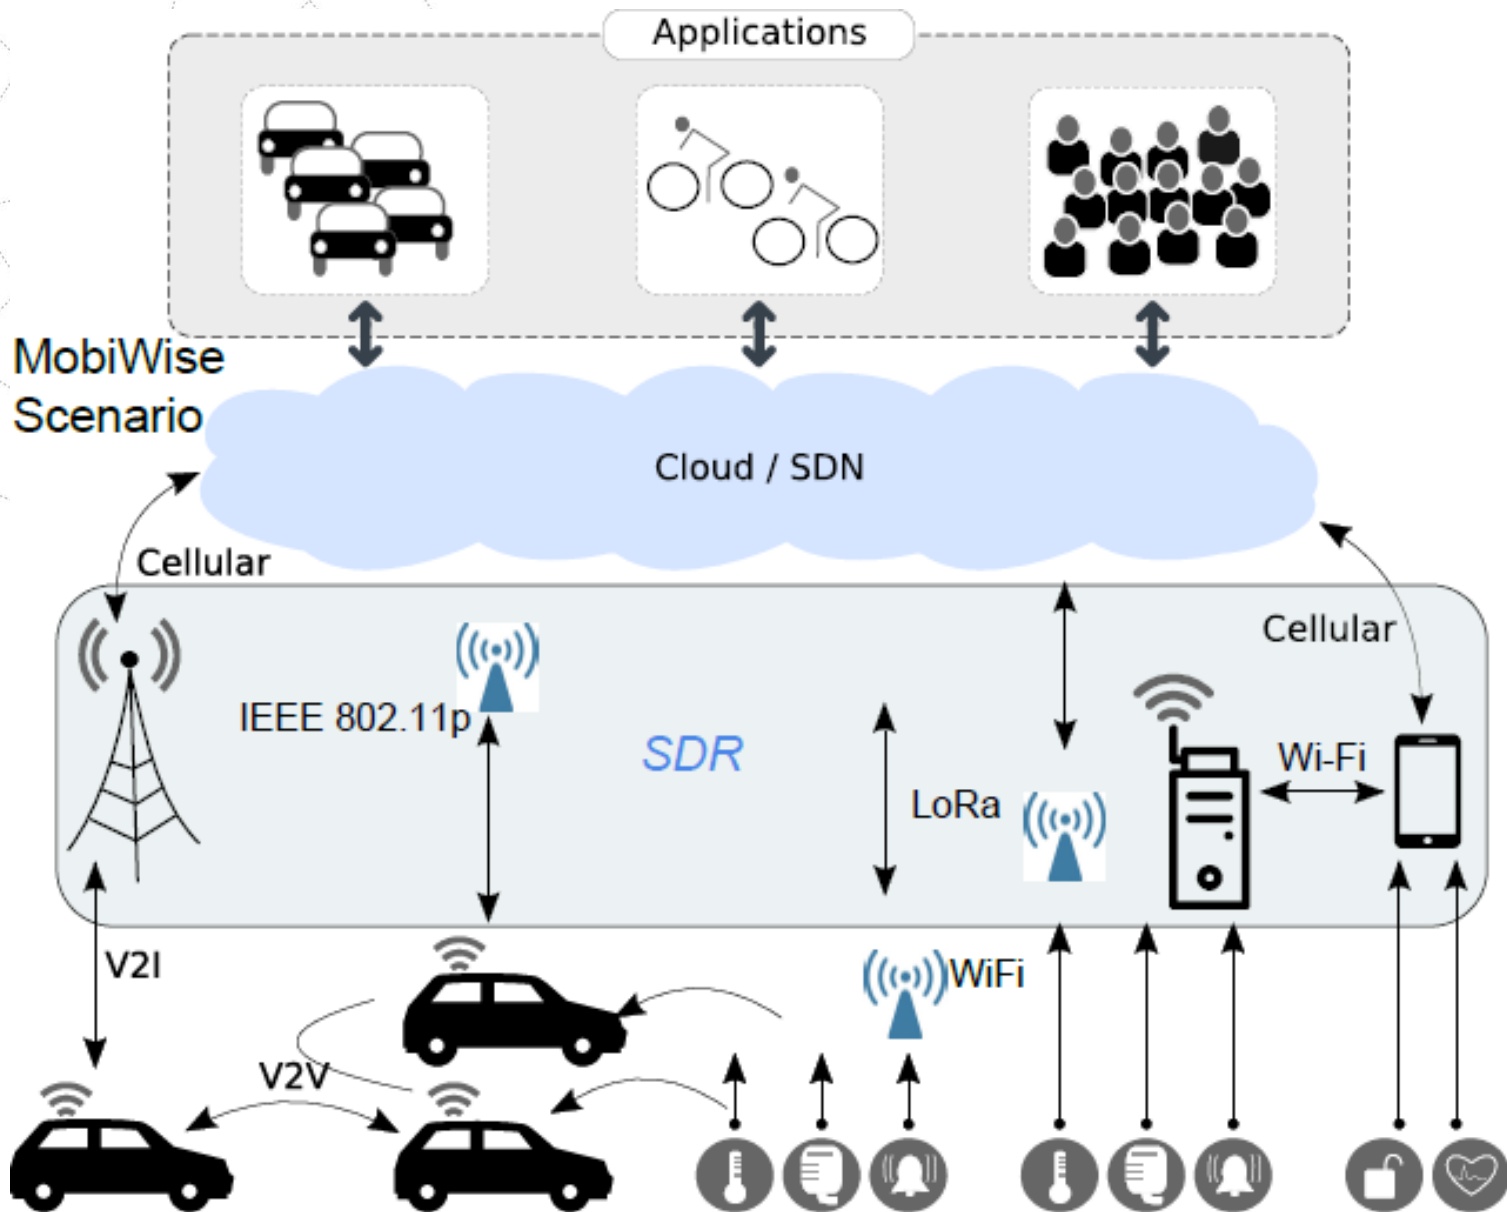 Applications
MobiWise
Scenario
Cloud / SDN
Cellular
Cellular
IEEE 802.11p
SDR
LoRa
Wi-Fi
V2I
WiFi
V2V